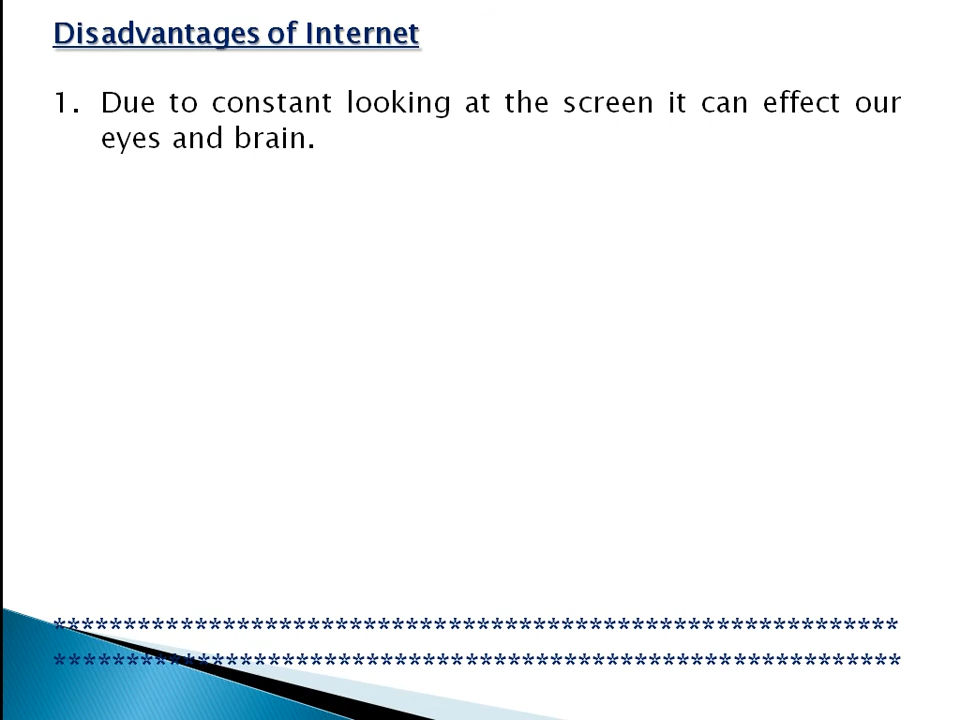 Disadvantages of Internet
1. Due to constant looking at the screen it can effect our
eyes and brain.
************************************************************
************************************************************